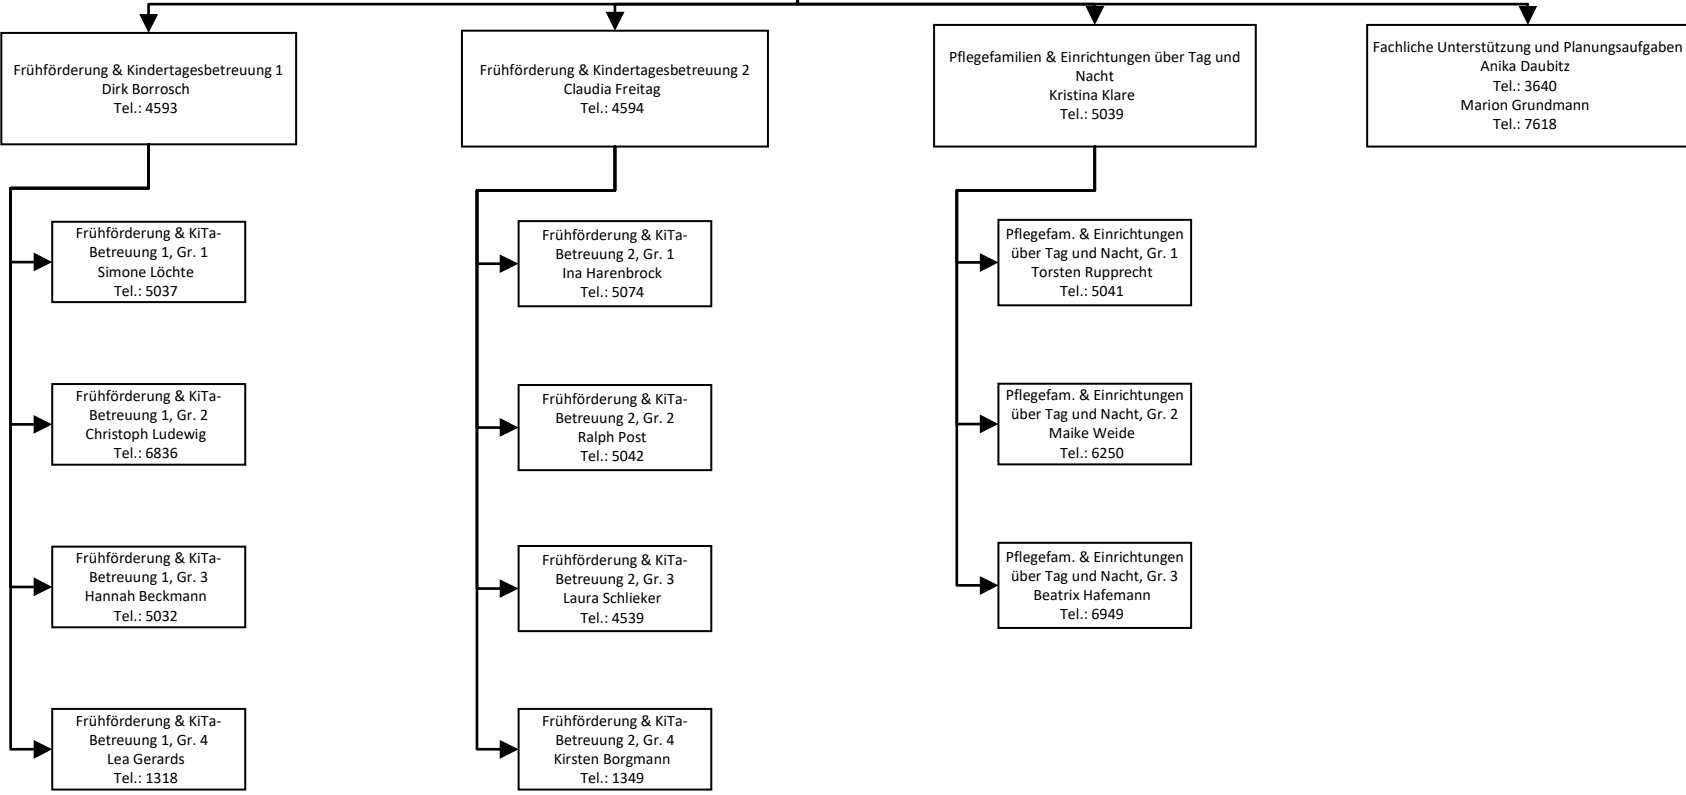 Frühförderung & Kindertagesbetreuung 1
Dirk Borrosch
Tel.: 4593
Frühförderung & Kindertagesbetreuung 2
Claudia Freitag
Tel.: 4594
Pflegefamilien & Einrichtungen über Tag und
Nacht
Kristina Klare
Tel.: 5039
Fachliche Unterstützung und Planungsaufgaben
Anika Daubitz
Tel.: 3640
Marion Grundmann
Tel.: 7618
Frühförderung & KiTa-
Betreuung 1, Gr. 1
Simone Löchte
Tel.: 5037
Frühförderung & KiTa-
Betreuung 1, Gr. 2
Christoph Ludewig
Tel.: 6836
Frühförderung & KiTa-
Betreuung 1, Gr. 3
Hannah Beckmann
Tel.: 5032
Frühförderung & KiTa-
Betreuung 1, Gr. 4
Lea Gerards
Tel.: 1318
Frühförderung & KiTa-
Betreuung 2, Gr. 1
Ina Harenbrock
Tel.: 5074
Frühförderung & KiTa-
Betreuung 2, Gr. 2
Ralph Post
Tel.: 5042
Frühförderung & KiTa-
Betreuung 2, Gr. 3
Laura Schlieker
Tel.: 4539
Frühförderung & KiTa-
Betreuung 2, Gr. 4
Kirsten Borgmann
Tel.: 1349
Pflegefam. & Einrichtungen
über Tag und Nacht, Gr. 1
Torsten Rupprecht
Tel.: 5041
Pflegefam. & Einrichtungen
über Tag und Nacht, Gr. 2
Maike Weide
Tel.: 6250
Pflegefam. & Einrichtungen
über Tag und Nacht, Gr. 3
Beatrix Hafemann
Tel.: 6949